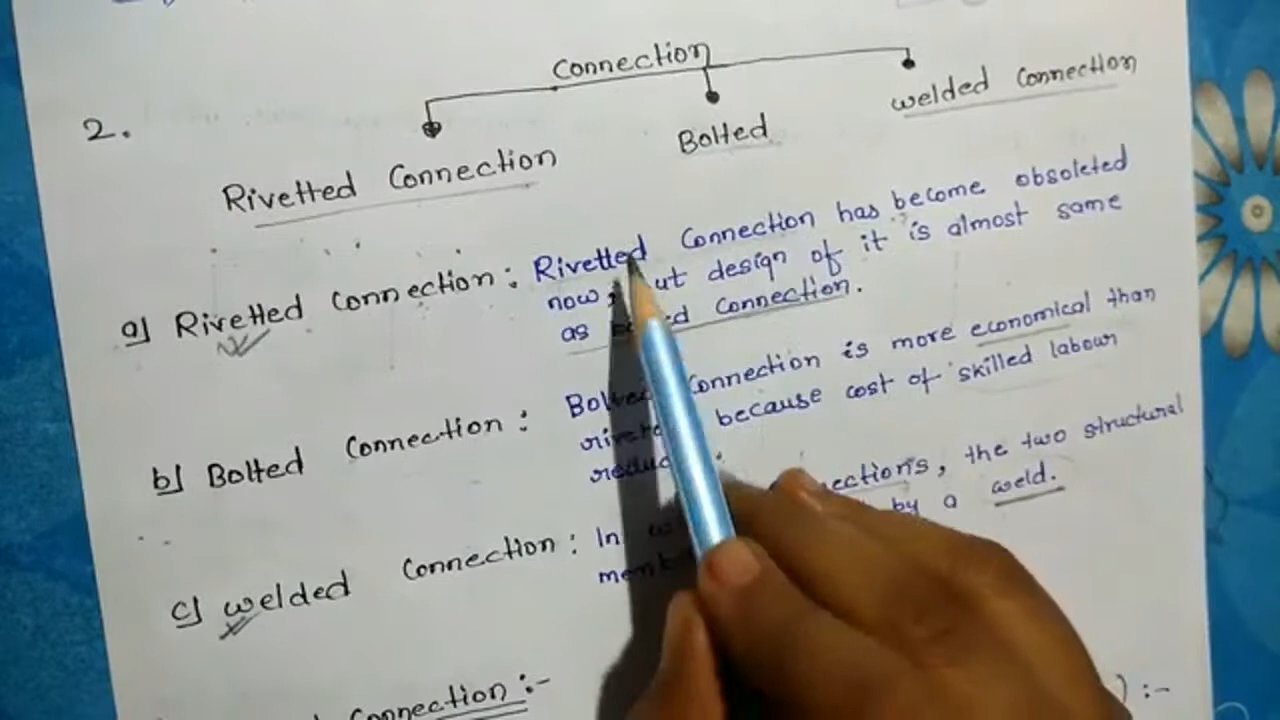 Connection
2.
Rivetted Connection
Bolted
welded Connection
a) Rivetted Connection : Rivetted Connection has become obsoleted
now, but design of it is almost same
as Connection.
b) Bolted Connection : Bolted Connection is more economical than
because cost of skilled labour
c) welded Connection : In connections, the two structural
by a weld.
Connection :-